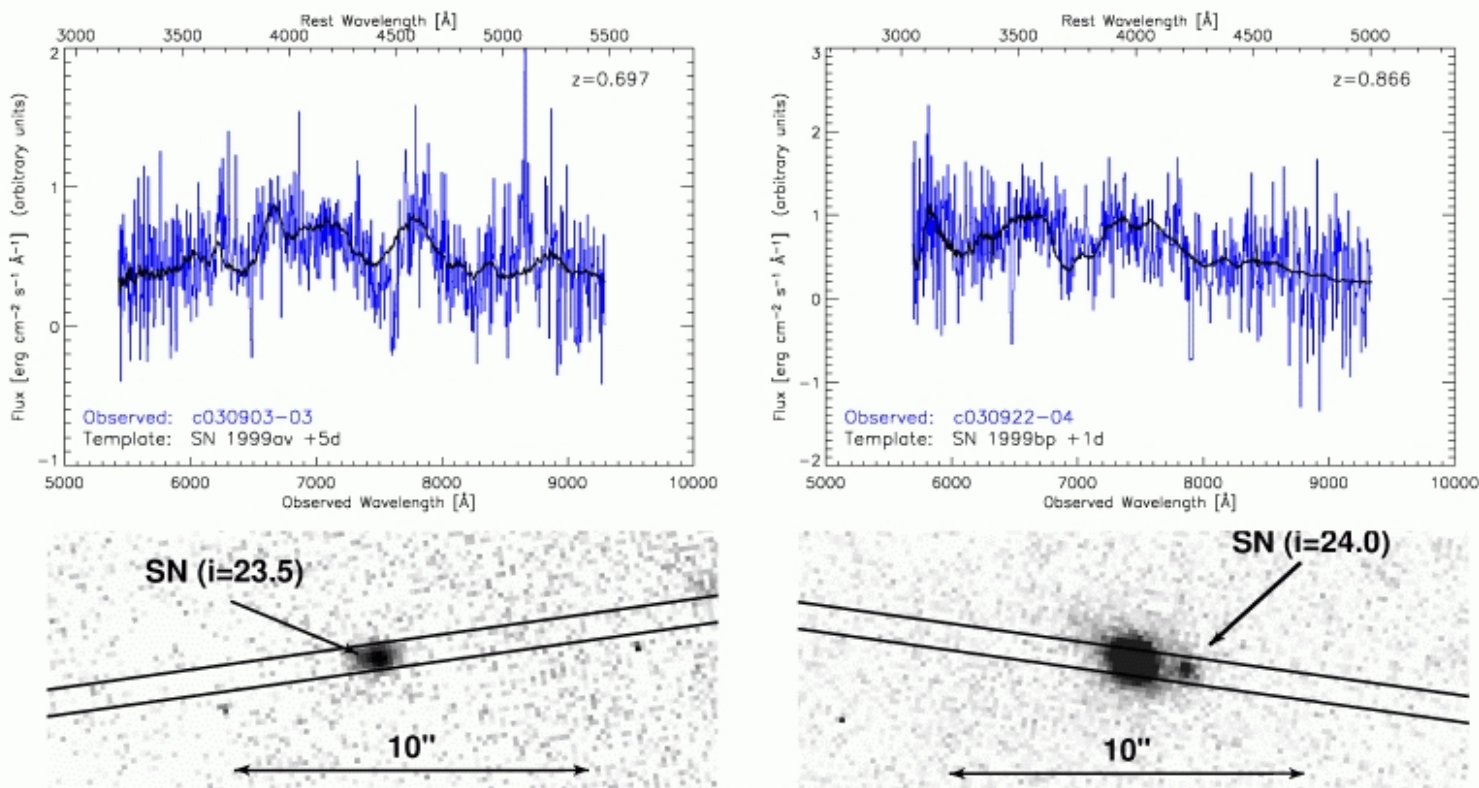 Rest Wavelength [Å]
3000 3500 4000 4500 5000 5500
z=0.697
Flux [erg cm⁻² s⁻¹ Å⁻¹] (orbitrary units)
2
1
0
−1
Observed: c030903−03
Template: SN 1999av +5d
5000 6000 7000 8000 9000 10000
Observed Wavelength [Å]
Rest Wavelength [Å]
3000 3500 4000 4500 5000
z=0.866
Flux [erg cm⁻² s⁻¹ Å⁻¹] (orbitrary units)
3
2
1
0
−1
−2
Observed: c030922−04
Template: SN 1999bp +1d
5000 6000 7000 8000 9000 10000
Observed Wavelength [Å]
SN (i=23.5)
10"
SN (i=24.0)
10"